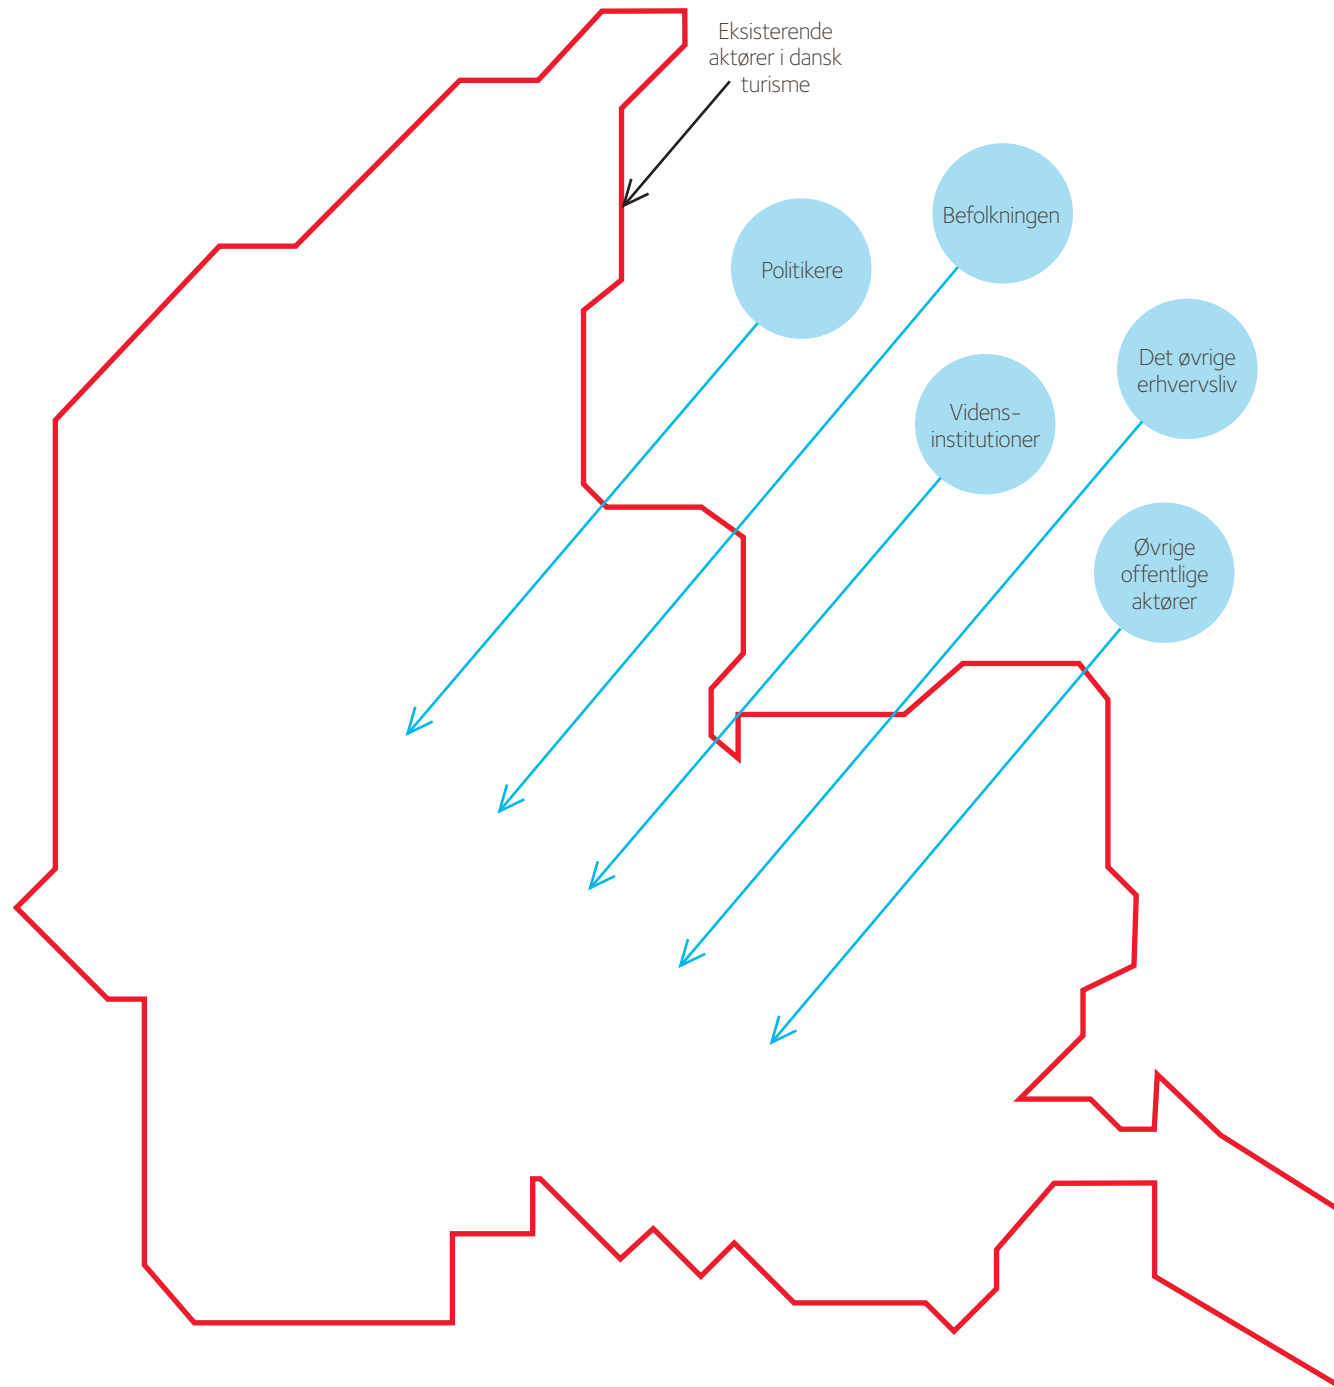 Eksisterende
aktører i dansk
turisme
Befolkningen
Politikere
Det øvrige
erhvervsliv
Videns-
institutioner
Øvrige
offentlige
aktører